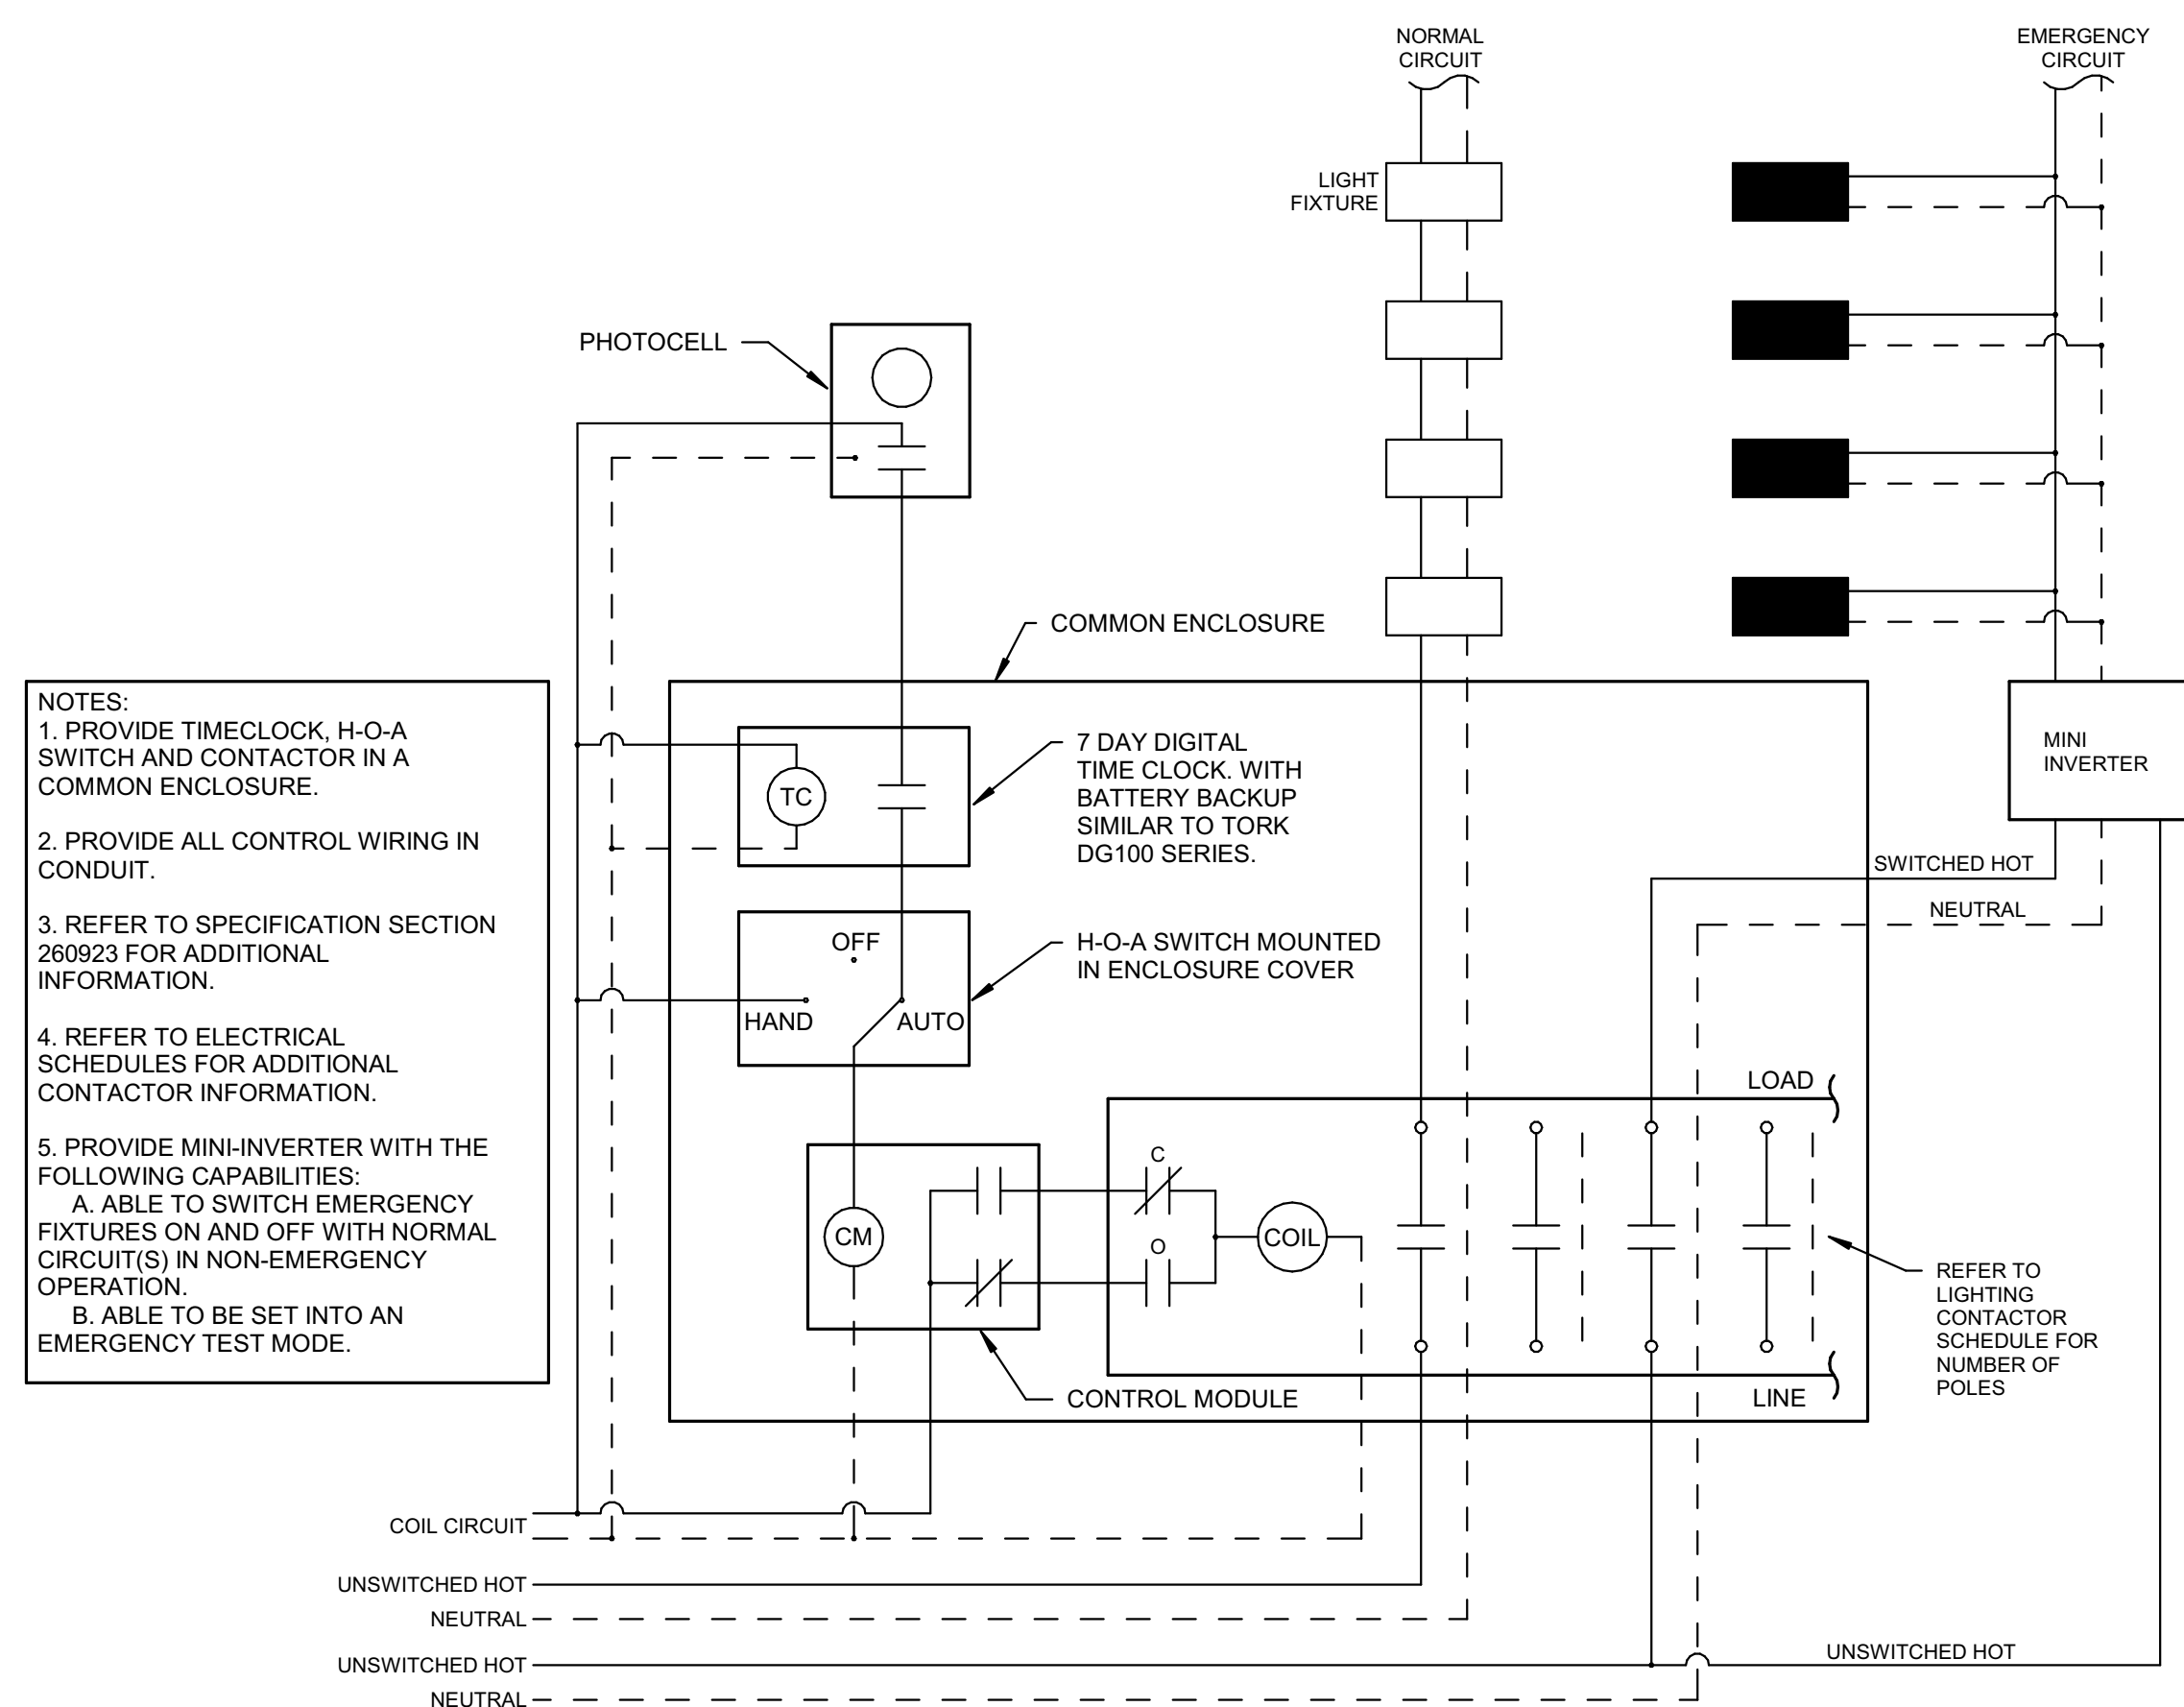 NORMAL
CIRCUIT
EMERGENCY
CIRCUIT
LIGHT
FIXTURE
PHOTOCELL
COMMON ENCLOSURE
NOTES:
1. PROVIDE TIMECLOCK, H-O-A
SWITCH AND CONTACTOR IN A
COMMON ENCLOSURE.
2. PROVIDE ALL CONTROL WIRING IN
CONDUIT.
3. REFER TO SPECIFICATION SECTION
260923 FOR ADDITIONAL
INFORMATION.
4. REFER TO ELECTRICAL
SCHEDULES FOR ADDITIONAL
CONTACTOR INFORMATION.
5. PROVIDE MINI-INVERTER WITH THE
FOLLOWING CAPABILITIES:
A. ABLE TO SWITCH EMERGENCY
FIXTURES ON AND OFF WITH NORMAL
CIRCUIT(S) IN NON-EMERGENCY
OPERATION.
B. ABLE TO BE SET INTO AN
EMERGENCY TEST MODE.
TC
7 DAY DIGITAL
TIME CLOCK. WITH
BATTERY BACKUP
SIMILAR TO TORK
DG100 SERIES.
MINI
INVERTER
SWITCHED HOT
NEUTRAL
OFF
HAND
AUTO
H-O-A SWITCH MOUNTED
IN ENCLOSURE COVER
LOAD
C
CM
O
COIL
REFER TO
LIGHTING
CONTACTOR
SCHEDULE FOR
NUMBER OF
POLES
CONTROL MODULE
LINE
COIL CIRCUIT
UNSWITCHED HOT
NEUTRAL
UNSWITCHED HOT
UNSWITCHED HOT
NEUTRAL